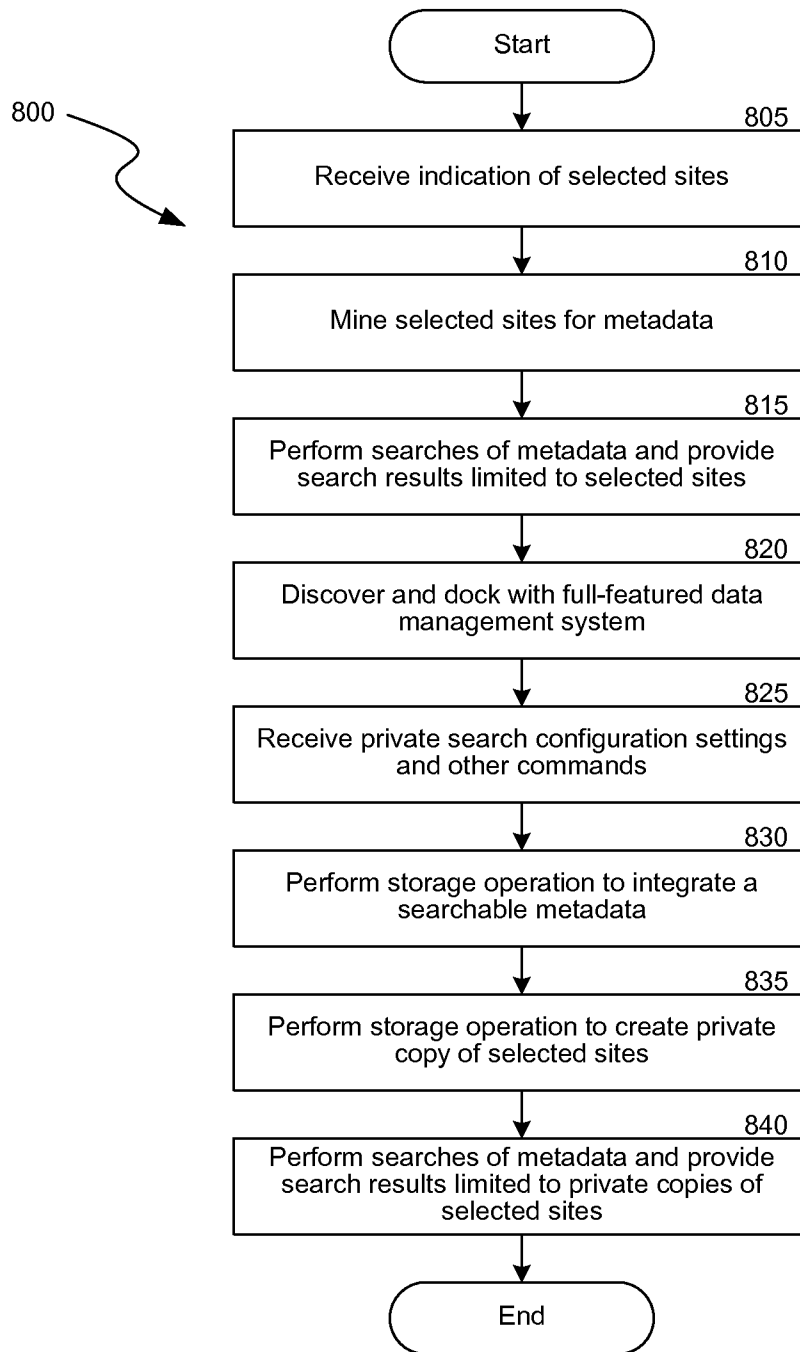 Start
800
805
Receive indication of selected sites
810
Mine selected sites for metadata
815
Perform searches of metadata and provide
search results limited to selected sites
820
Discover and dock with full-featured data
management system
825
Receive private search configuration settings
and other commands
830
Perform storage operation to integrate a
searchable metadata
835
Perform storage operation to create private
copy of selected sites
840
Perform searches of metadata and provide
search results limited to private copies of
selected sites
End